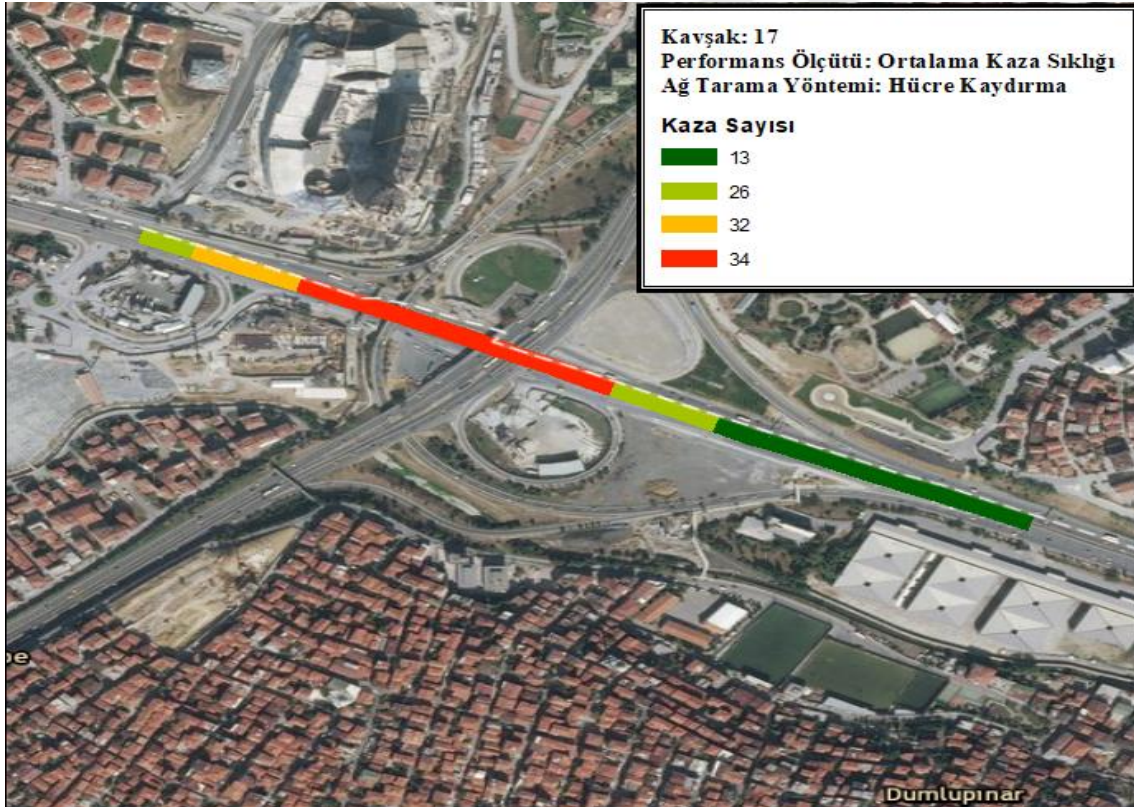 Kavşak: 17
Performans Ölçütü: Ortalama Kaza Sıklığı
Ağ Tarama Yöntemi: Hücre Kaydırma
Kaza Sayısı
13
26
32
34
pe
Dumlupınar